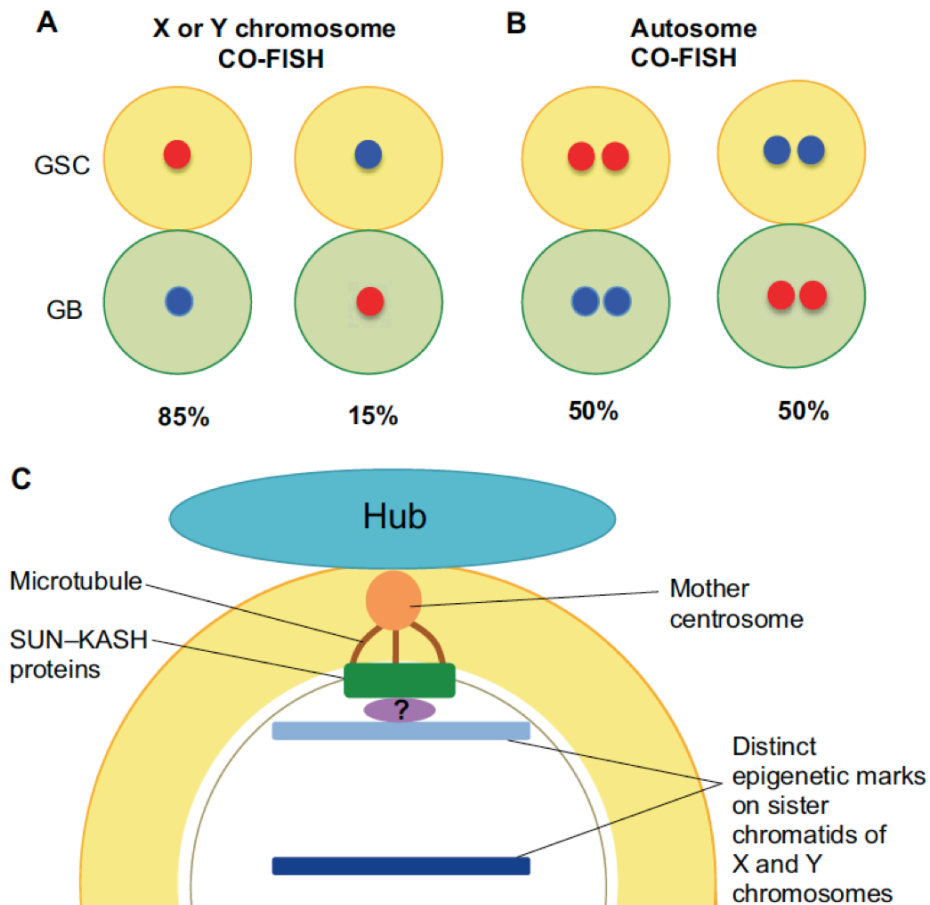 A
X or Y chromosome
CO-FISH
B
Autosome
CO-FISH
GSC
GB
85%
15%
50%
50%
C
Hub
Microtubule
SUN–KASH
proteins
Mother
centrosome
?
Distinct
epigenetic marks
on sister
chromatids of
X and Y
chromosomes